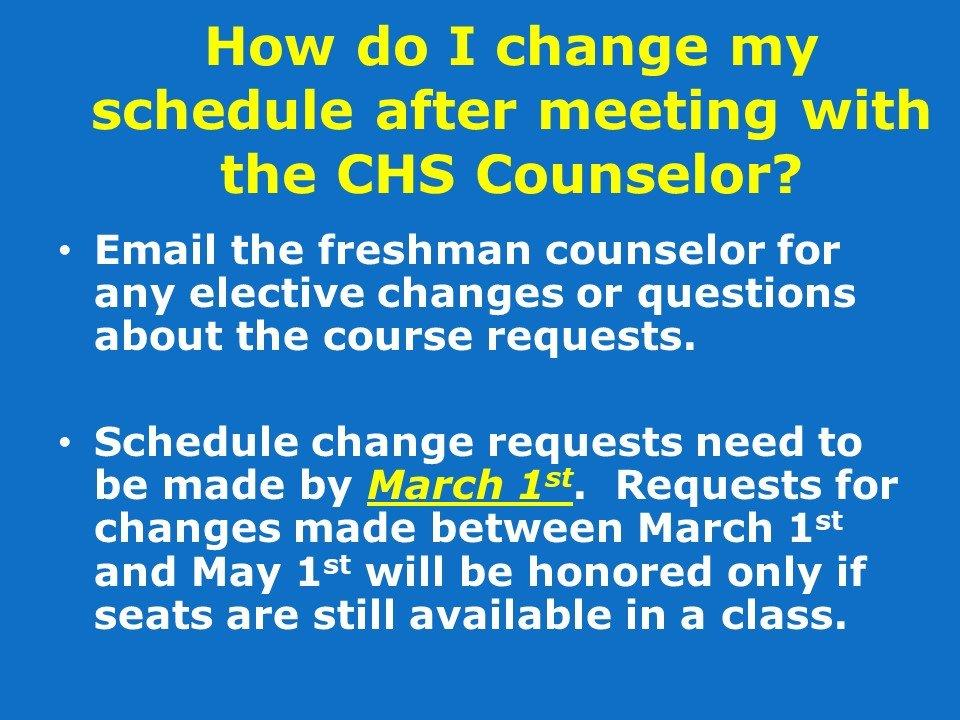 How do I change my
schedule after meeting with
the CHS Counselor?
• Email the freshman counselor for
any elective changes or questions
about the course requests.
• Schedule change requests need to
be made by March 1st. Requests for
changes made between March 1st
and May 1st will be honored only if
seats are still available in a class.